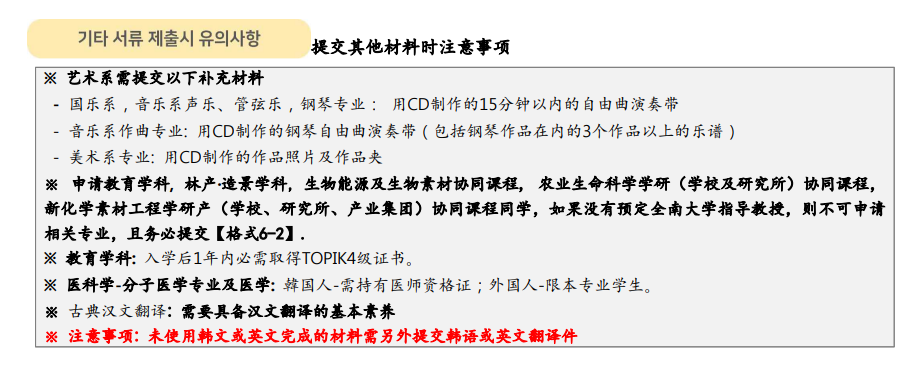 기타 서류 제출시 유의사항
提交其他材料时注意事项
※ 艺术系需提交以下补充材料
- 国乐系，音乐系声乐、管弦乐，钢琴专业： 用CD制作的15分钟以内的自由曲演奏带
- 音乐系作曲专业: 用CD制作的钢琴自由曲演奏带（包括钢琴作品在内的3个作品以上的乐谱）
- 美术系专业: 用CD制作的作品照片及作品夹
※ 申请教育学科, 林产·造景学科, 生物能源及生物素材协同课程, 农业生命科学学研（学校及研究所）协同课程,
新化学素材工程学研产（学校、研究所、产业集团）协同课程同学, 如果没有预定全南大学指导教授, 则不可申请
相关专业, 且务必提交【格式6-2】.
※ 教育学科: 入学后1年内必需取得TOPIK4级证书。
※ 医科学-分子医学专业及医学: 韓国人-需持有医师资格证；外国人-限本专业学生。
※ 古典汉文翻译: 需要具备汉文翻译的基本素养
※ 注意事项: 未使用韩文或英文完成的材料需另外提交韩语或英文翻译件